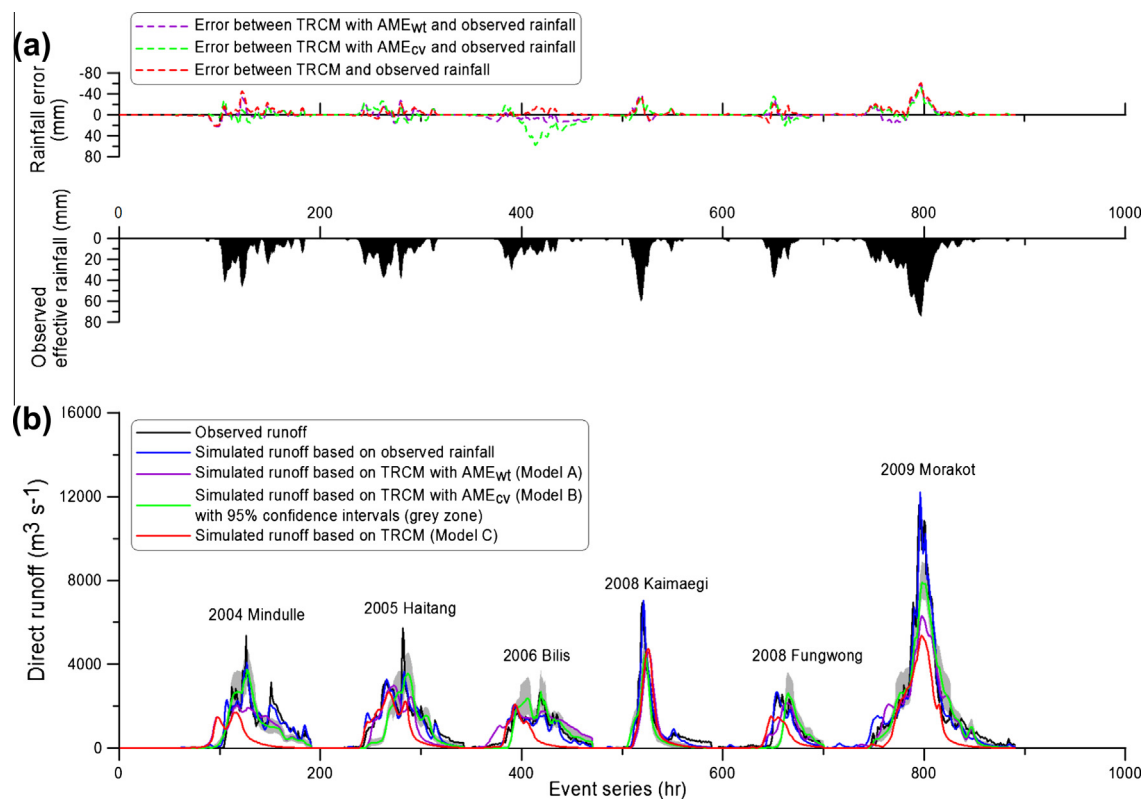 (a)
Error between TRCM with AMEwt and observed rainfall
Error between TRCM with AMEcv and observed rainfall
Error between TRCM and observed rainfall
Rainfall error
(mm)
-80
-40
0
40
80
0 200 400 600 800 1000
Observed
effective rainfall (mm)
0
20
40
60
80
(b)
Observed runoff
Simulated runoff based on observed rainfall
Simulated runoff based on TRCM with AMEwt (Model A)
Simulated runoff based on TRCM with AMEcv (Model B)
with 95% confidence intervals (grey zone)
Simulated runoff based on TRCM (Model C)
Direct runoff (m3 s-1)
16000
12000
8000
4000
0
2004 Mindulle
2005 Haitang
2006 Bilis
2008 Kaimaegi
2008 Fungwong
2009 Morakot
0 200 400 600 800 1000
Event series (hr)